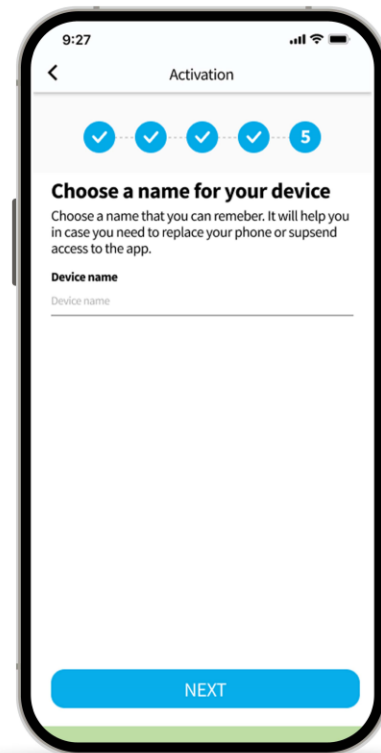 9:27
Activation
5
Choose a name for your device
Choose a name that you can remeber. It will help you
in case you need to replace your phone or supsend
access to the app.
Device name
Device name
NEXT